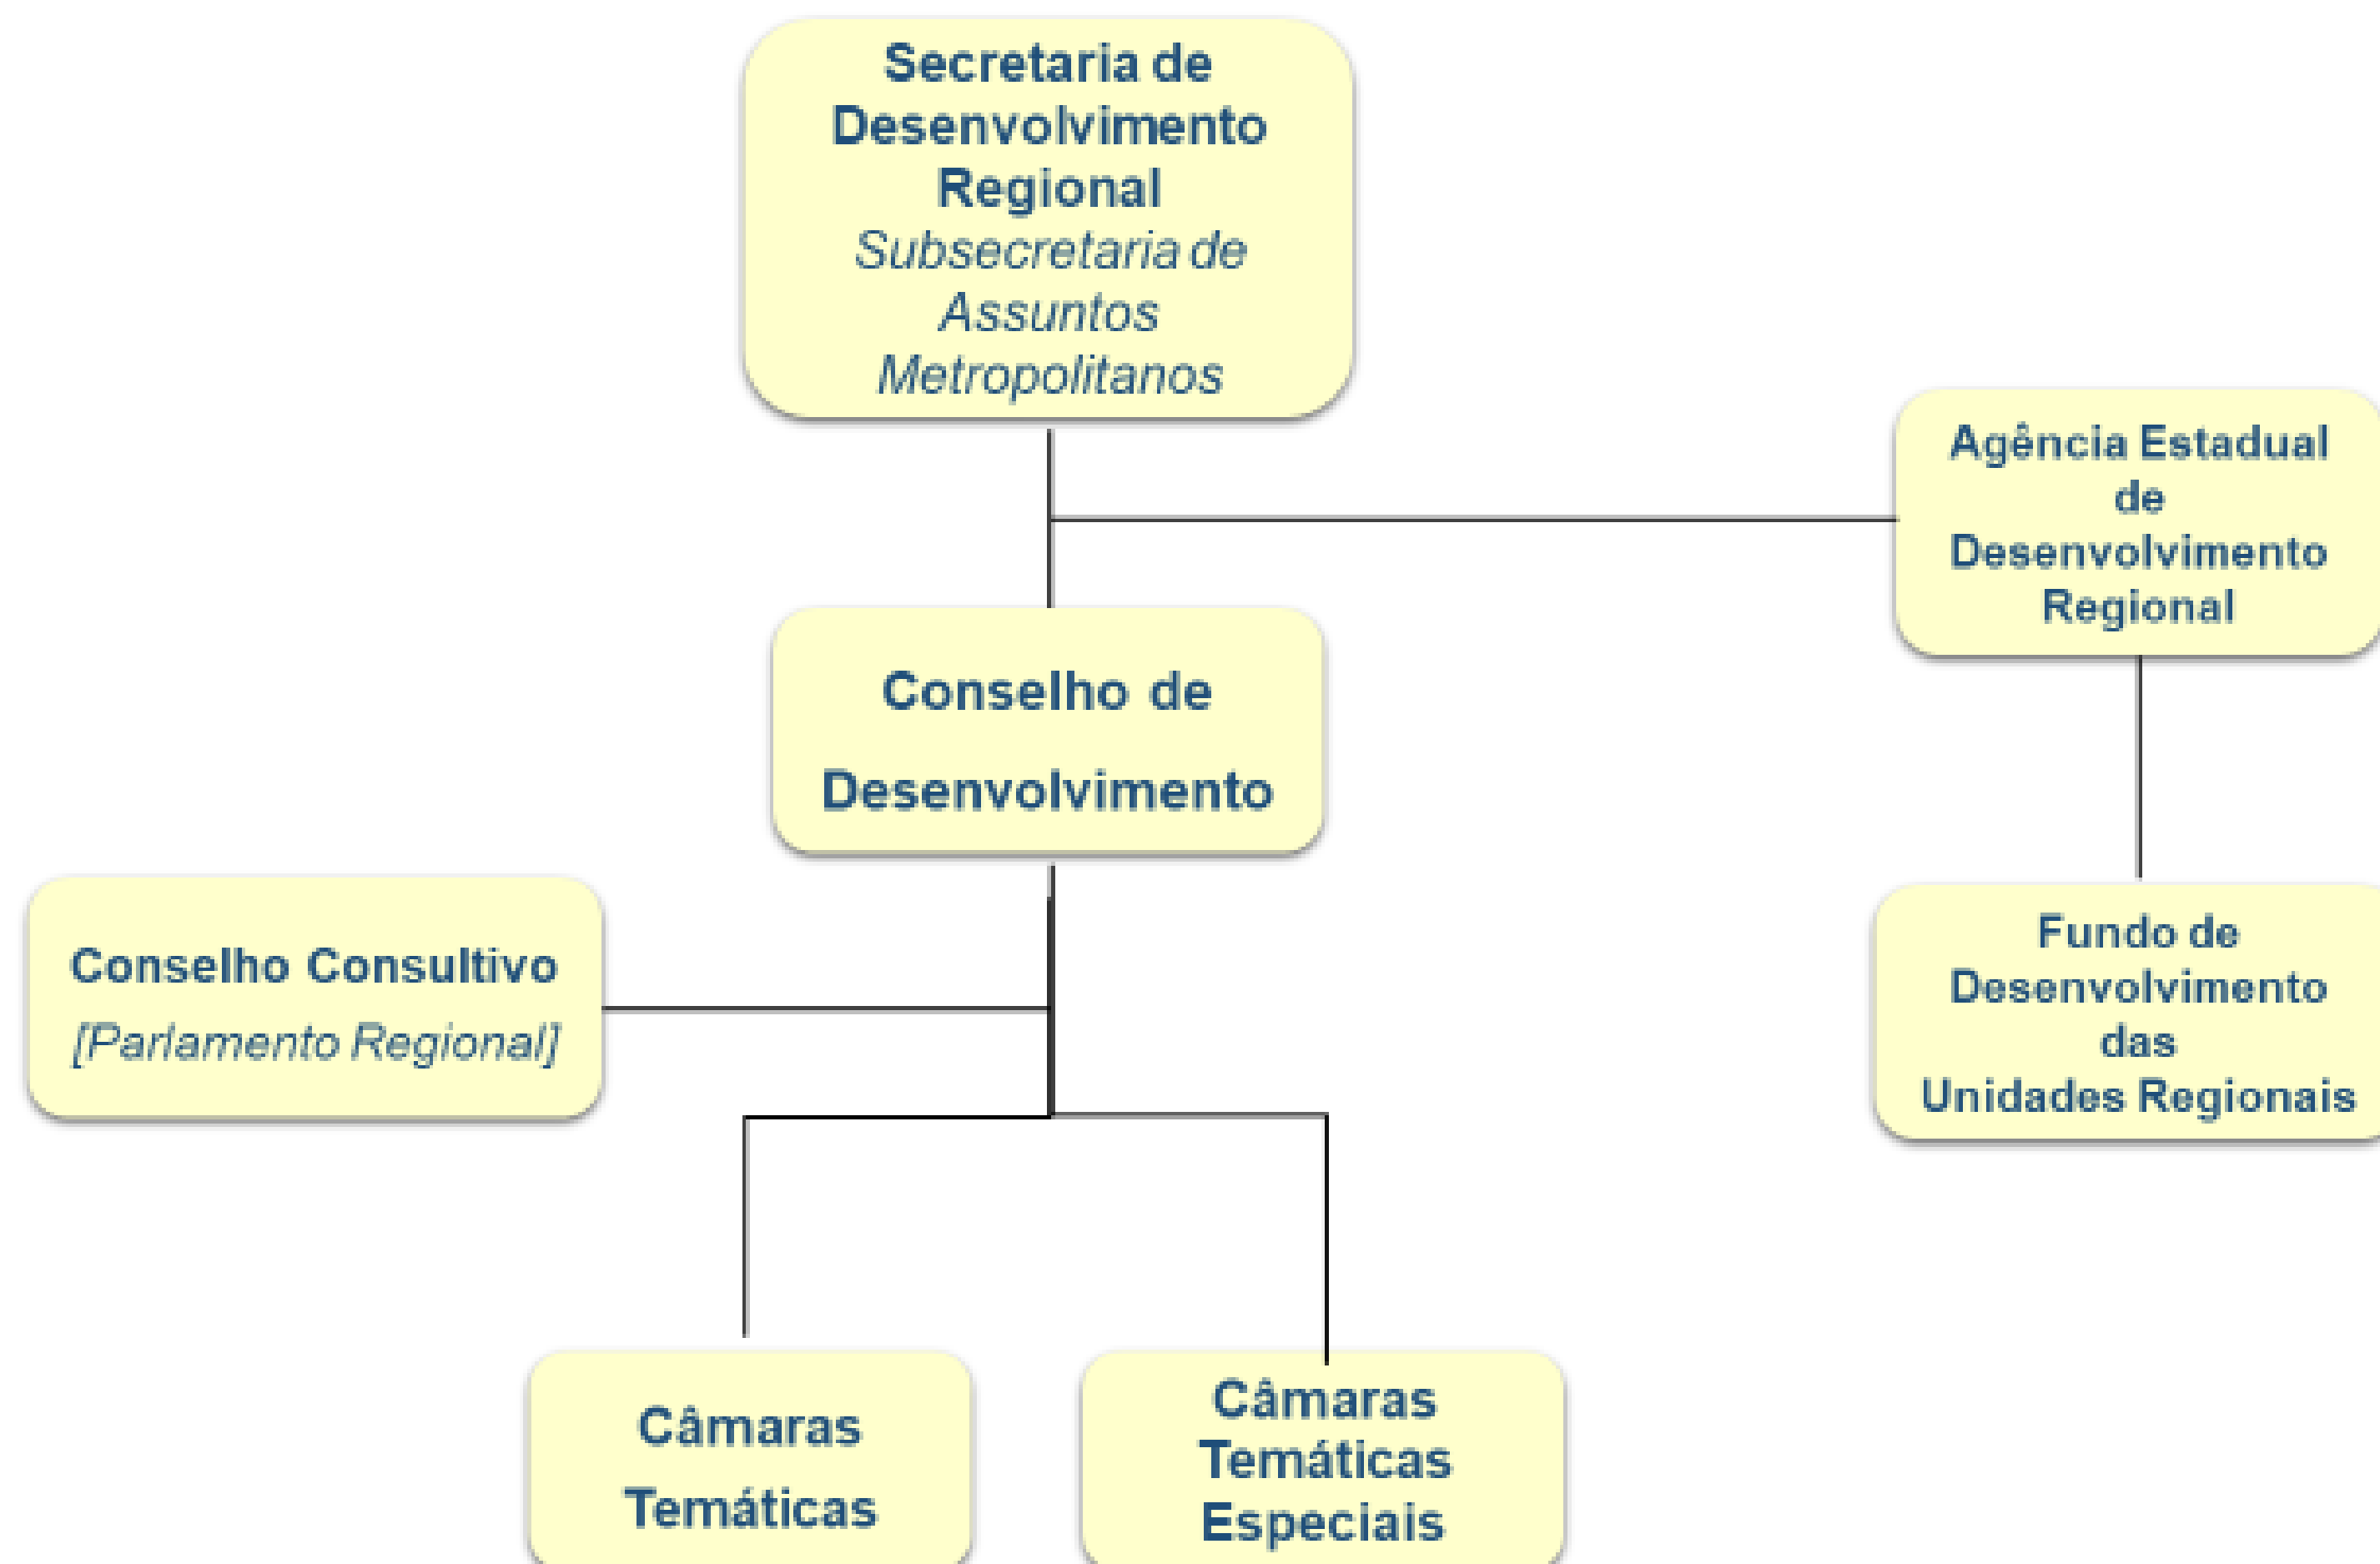 Secretaria de
Desenvolvimento
Regional
Subsecretaria de
Assuntos
Metropolitanos
Agência Estadual
de
Desenvolvimento
Regional
Conselho de
Desenvolvimento
Conselho Consultivo
[Parlamento Regional]
Fundo de
Desenvolvimento
das
Unidades Regionais
Câmaras
Temáticas
Câmaras
Temáticas
Especiais